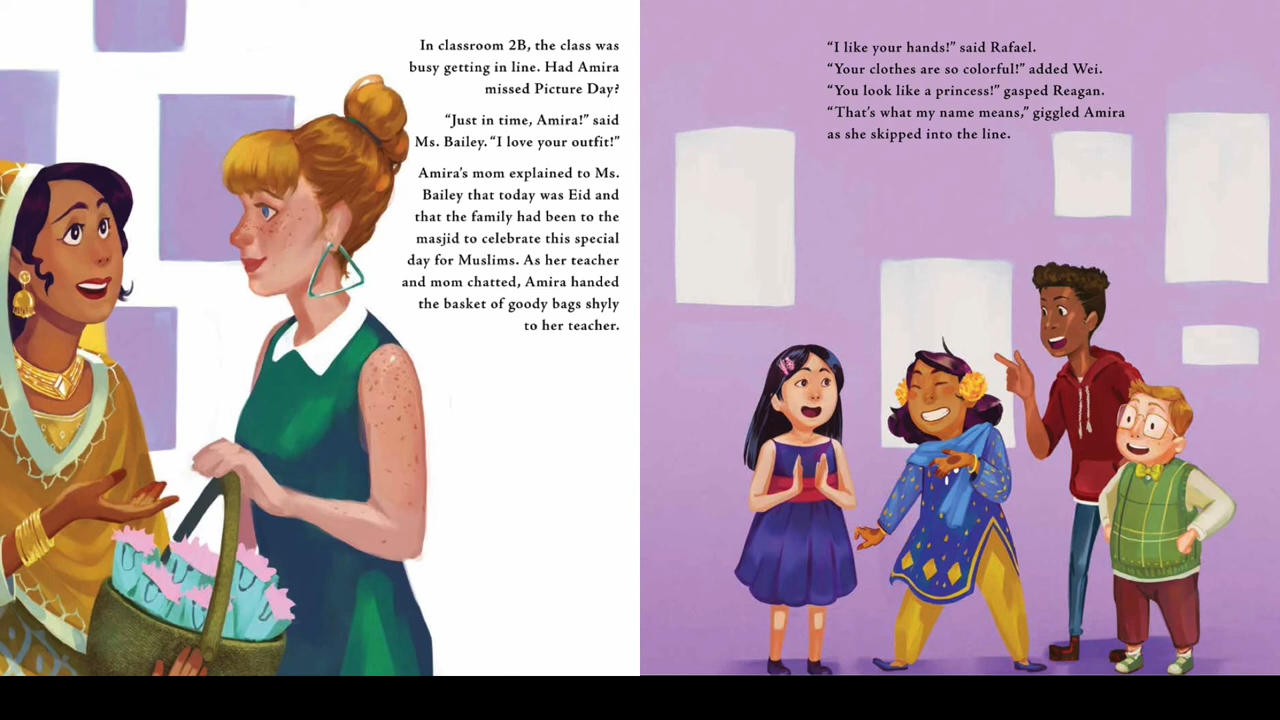 In classroom 2B, the class was
busy getting in line. Had Amira
missed Picture Day?
“Just in time, Amira!” said
Ms. Bailey. “I love your outfit!”
Amira’s mom explained to Ms.
Bailey that today was Eid and
that the family had been to the
masjid to celebrate this special
day for Muslims. As her teacher
and mom chatted, Amira handed
the basket of goody bags shyly
to her teacher.
“I like your hands!” said Rafael.
“Your clothes are so colorful!” added Wei.
“You look like a princess!” gasped Reagan.
“That’s what my name means,” giggled Amira
as she skipped into the line.